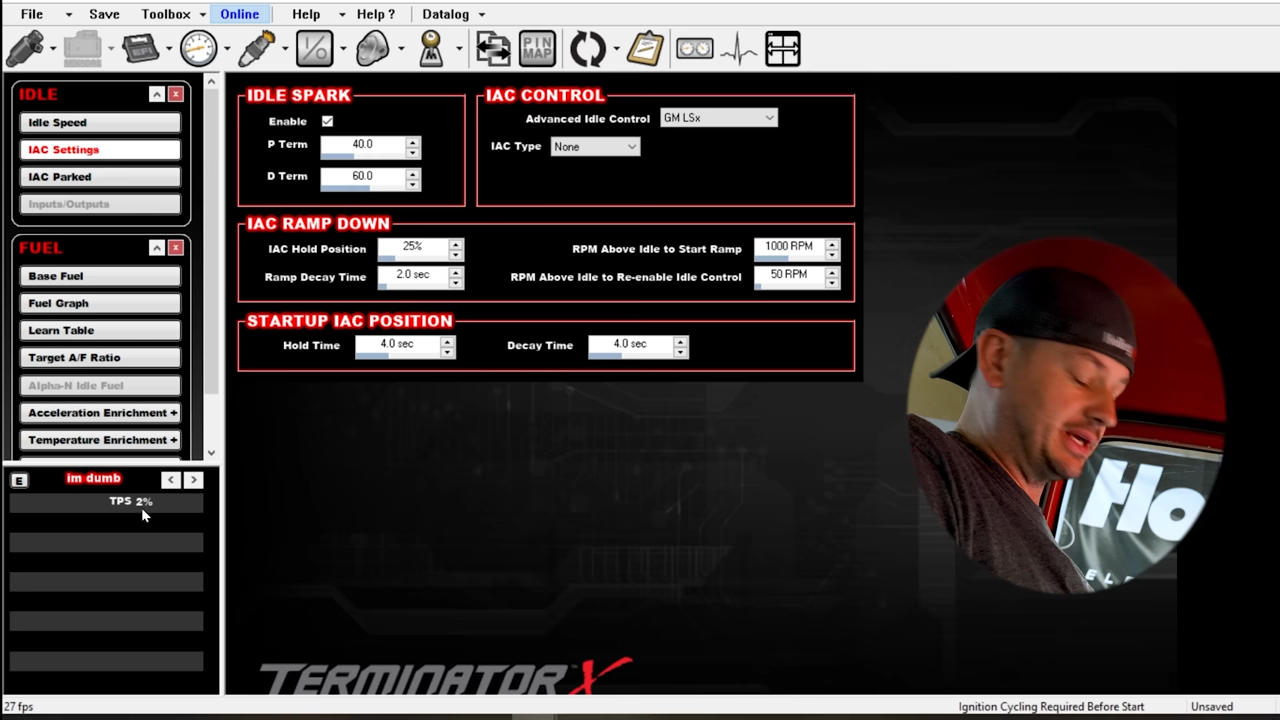 File Save Toolbox Online Help Help ? Datalog
EFI I/O PIN MAP
IDLE
Idle Speed
IAC Settings
IAC Parked
Inputs/Outputs
FUEL
Base Fuel
Fuel Graph
Learn Table
Target A/F Ratio
Alpha-N Idle Fuel
Acceleration Enrichment +
Temperature Enrichment +
E im dumb < >
TPS 2%
IDLE SPARK
Enable
P Term 40.0
D Term 60.0
IAC CONTROL
Advanced Idle Control GM LSx
IAC Type None
IAC RAMP DOWN
IAC Hold Position 25% RPM Above Idle to Start Ramp 1000 RPM
Ramp Decay Time 2.0 sec RPM Above Idle to Re-enable Idle Control 50 RPM
STARTUP IAC POSITION
Hold Time 4.0 sec Decay Time 4.0 sec
Ho
TERMINATOR X
27 fps Ignition Cycling Required Before Start Unsaved